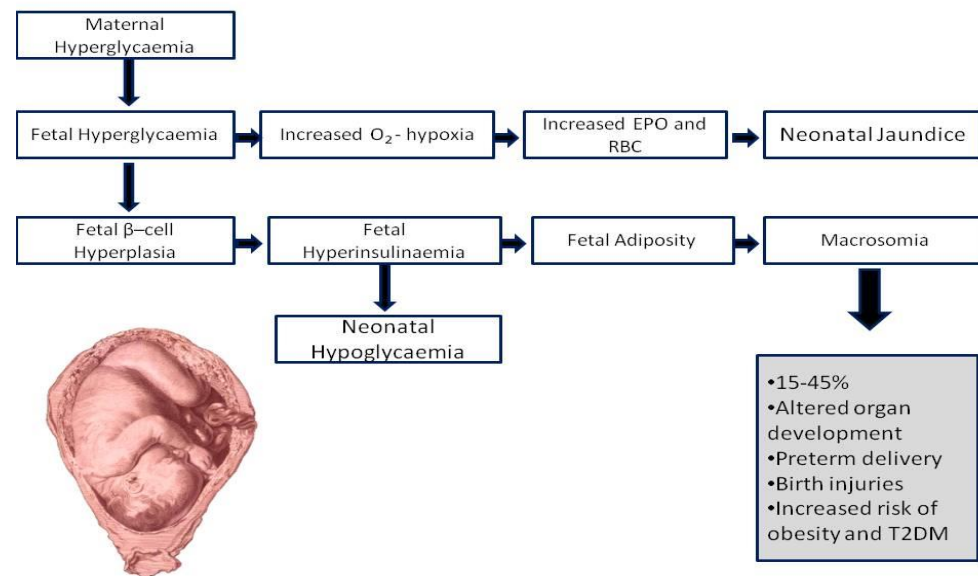 Maternal
Hyperglycaemia
Fetal Hyperglycaemia
Increased O₂- hypoxia
Increased EPO and
RBC
Neonatal Jaundice
Fetal β–cell
Hyperplasia
Fetal
Hyperinsulinaemia
Fetal Adiposity
Macrosomia
Neonatal
Hypoglycaemia
•15-45%
•Altered organ
development
•Preterm delivery
•Birth injuries
•Increased risk of
obesity and T2DM